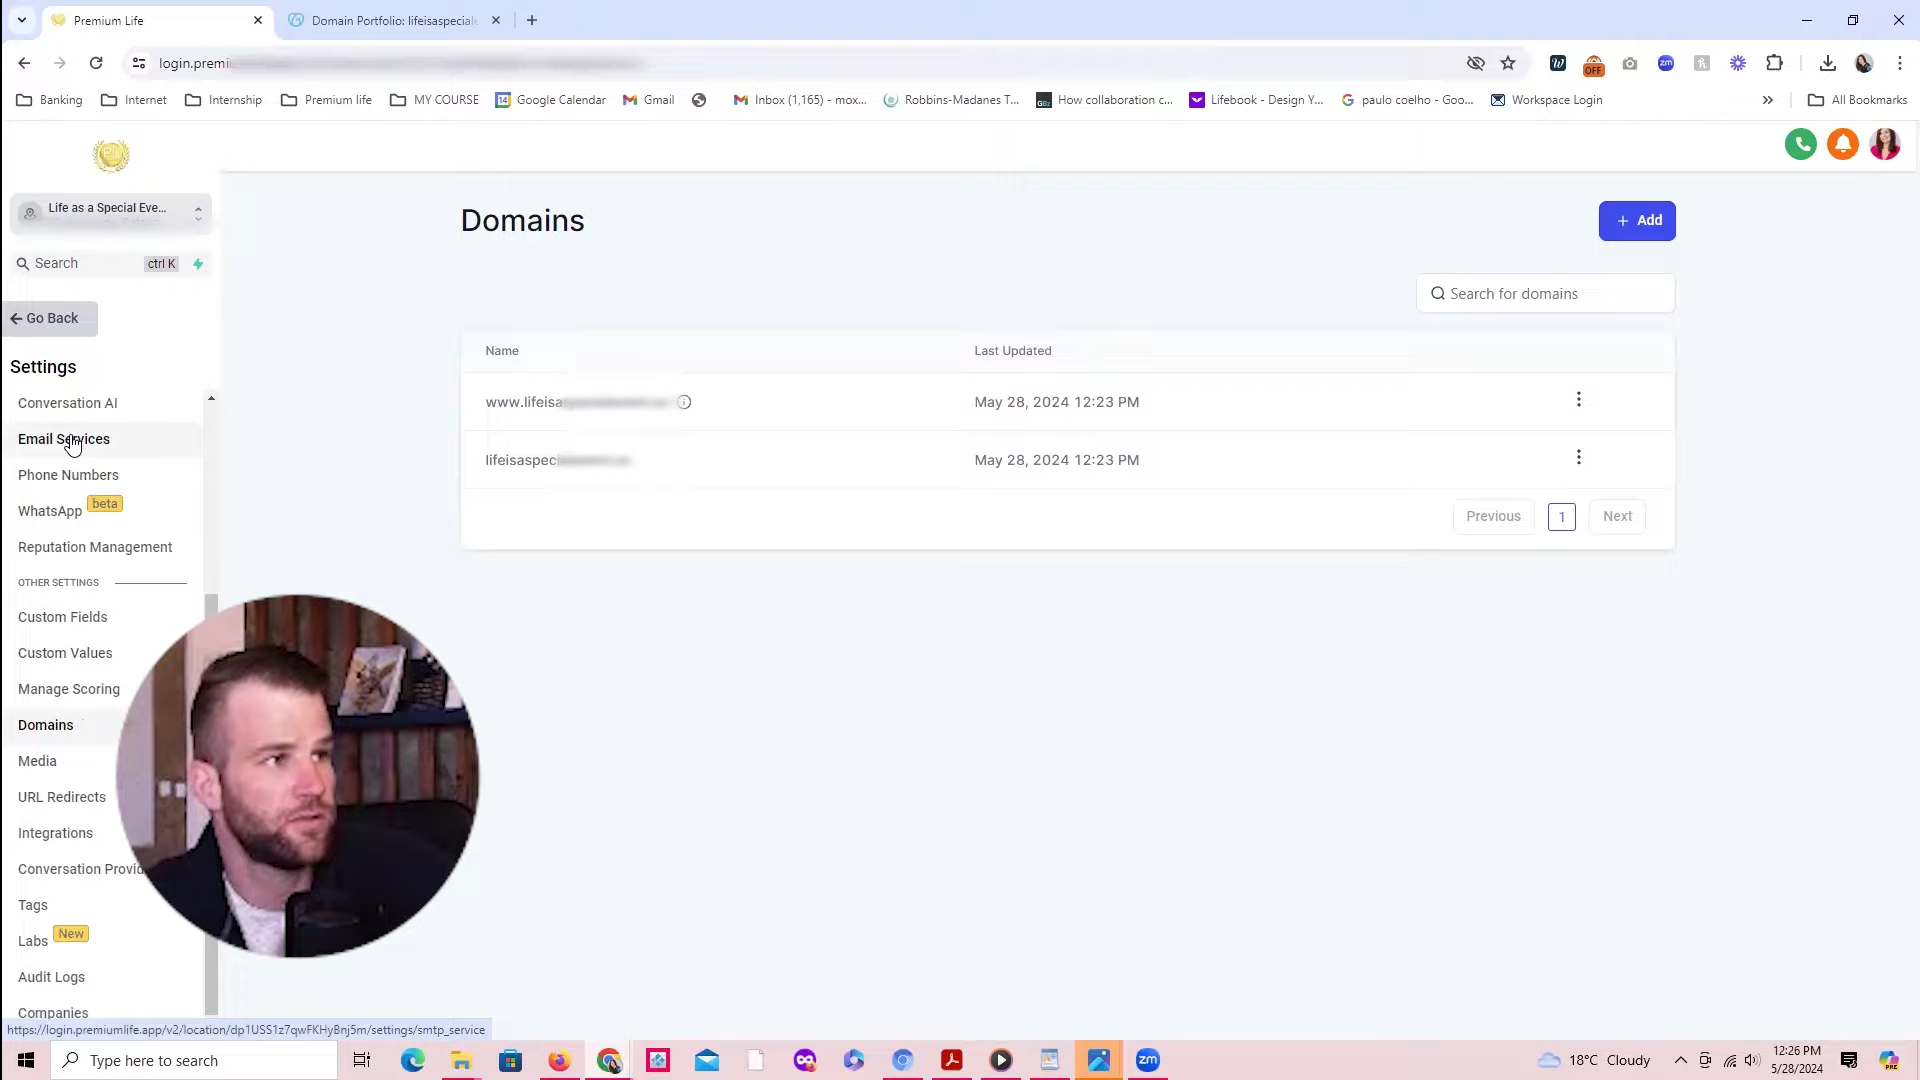 Premium Life
Domain Portfolio: lifeisaspeciale
login.premi
Banking
Internet
Internship
Premium life
MY COURSE
Google Calendar
Gmail
Inbox (1,165) - mox...
Robbins-Madanes T...
How collaboration c...
Lifebook - Design Y...
paulo coelho - Goo...
Workspace Login
All Bookmarks
OFF
Life as a Special Eve...
Search ctrl K
Go Back
Settings
Conversation AI
Email Services
Phone Numbers
WhatsApp beta
Reputation Management
OTHER SETTINGS
Custom Fields
Custom Values
Manage Scoring
Domains
Media
URL Redirects
Integrations
Conversation Provid
Tags
Labs New
Audit Logs
Companies
Domains
+ Add
Search for domains
Name Last Updated
www.lifeisa May 28, 2024 12:23 PM
lifeisaspeci May 28, 2024 12:23 PM
Previous 1 Next
https://login.premiumlife.app/v2/location/dp1USS1z7qwFKHyBnj5m/settings/smtp_service
Type here to search
zm
18°C Cloudy
12:26 PM
5/28/2024